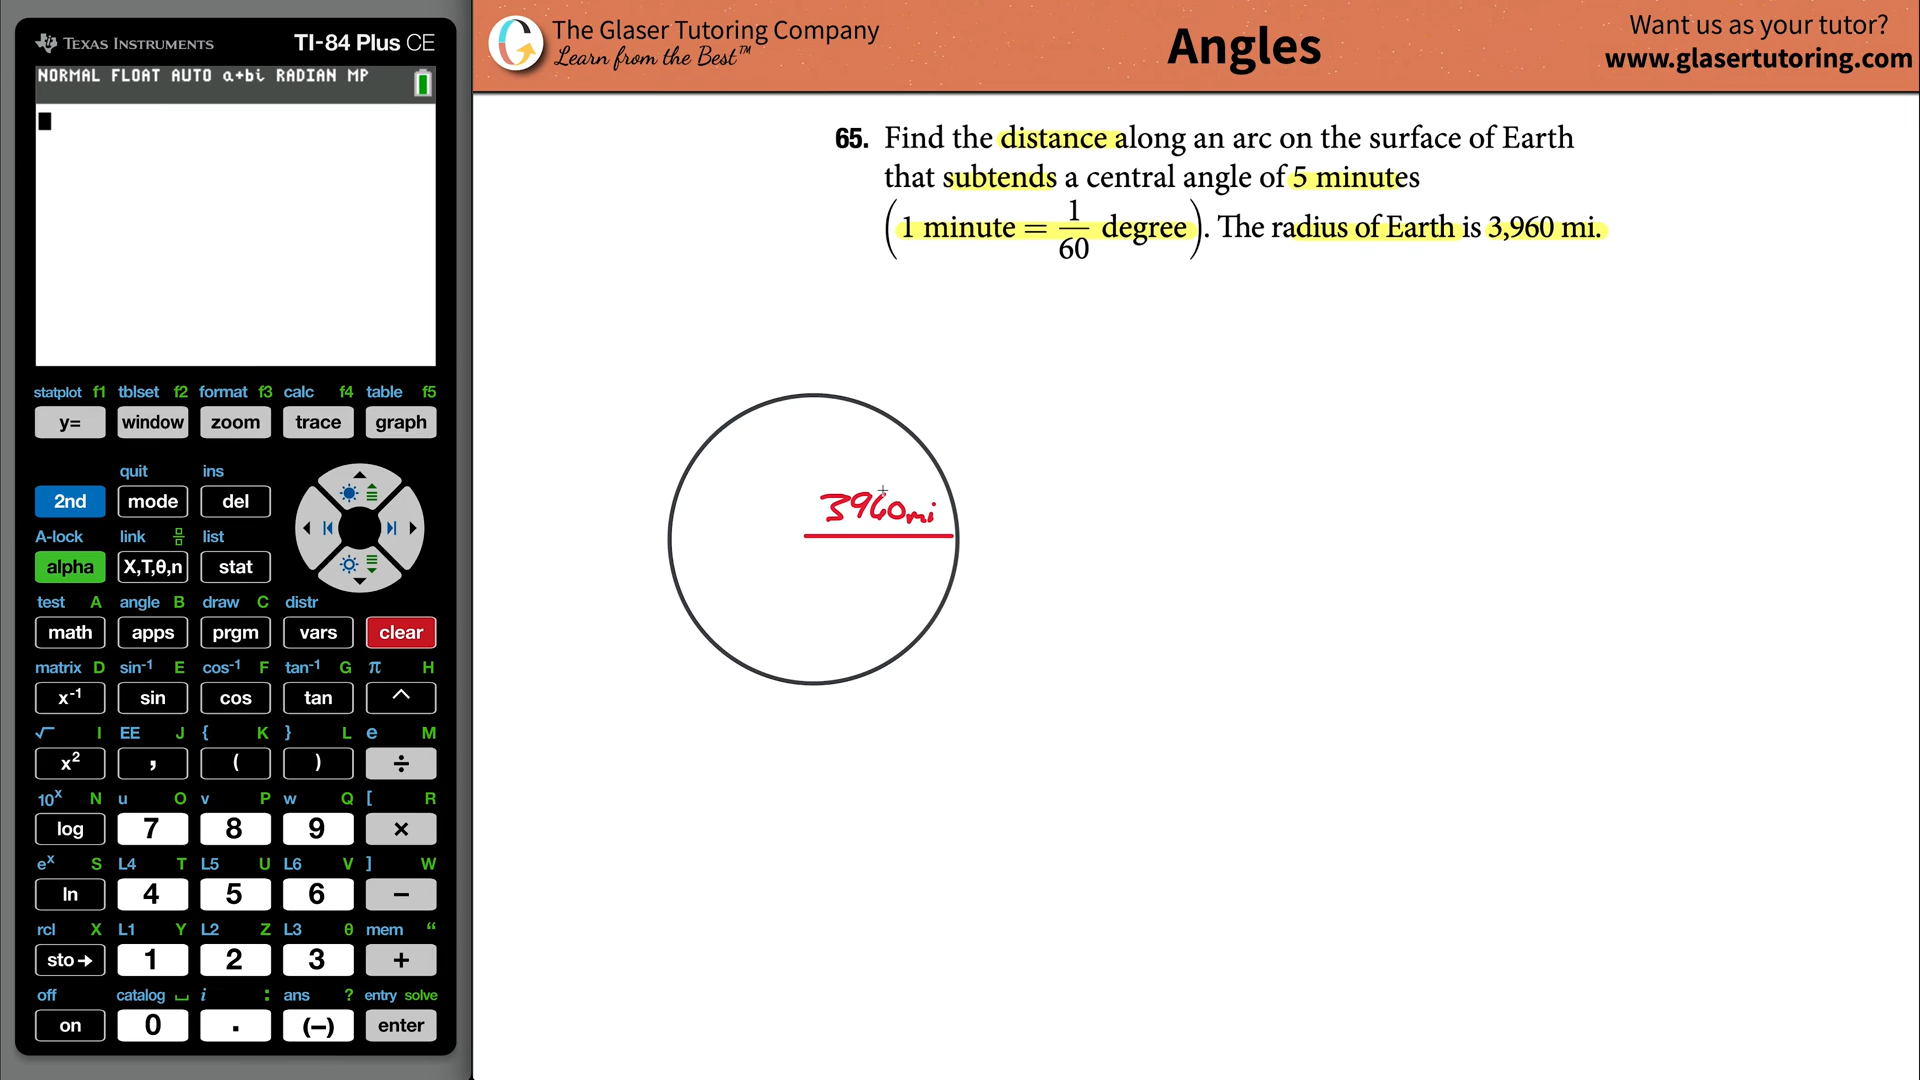 TEXAS INSTRUMENTS TI-84 Plus CE
NORMAL FLOAT AUTO a+bi RADIAN MP
statplot f1 tblset f2 format f3 calc f4 table f5
y= window zoom trace graph
quit ins
2nd mode del
A-lock link list
alpha X,T,θ,n stat
test A angle B draw C distr
math apps prgm vars clear
matrix D sin-1 E cos-1 F tan-1 G π H
x-1 sin cos tan ^
√ I EE J { K } L e M
x² , ( ) ÷
10ˣ N u O v P w Q [ R
log 7 8 9 ×
eˣ S L4 T L5 U L6 V ] W
ln 4 5 6 −
rcl X L1 Y L2 Z L3 θ mem “
sto→ 1 2 3 +
off catalog ⎵ i : ans ? entry solve
on 0 . (−) enter
The Glaser Tutoring Company
Learn from the Best™
Angles
Want us as your tutor?
www.glasertutoring.com
65. Find the distance along an arc on the surface of Earth
that subtends a central angle of 5 minutes
(1 minute = 1/60 degree). The radius of Earth is 3,960 mi.
3960mi